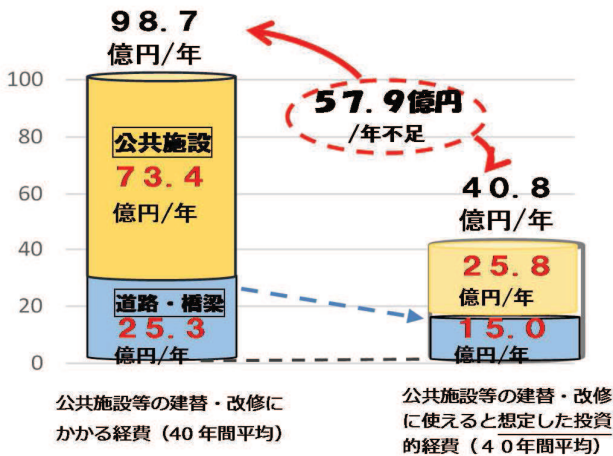 98.7
億円/年
57.9億円
/年不足
100
80
60
40
20
0
公共施設
73.4
億円/年
道路・橋梁
25.3
億円/年
40.8
億円/年
25.8
億円/年
15.0
億円/年
公共施設等の建替・改修に
かかる経費（40年間平均）
公共施設等の建替・改修
に使えると想定した投資
的経費（４０年間平均）